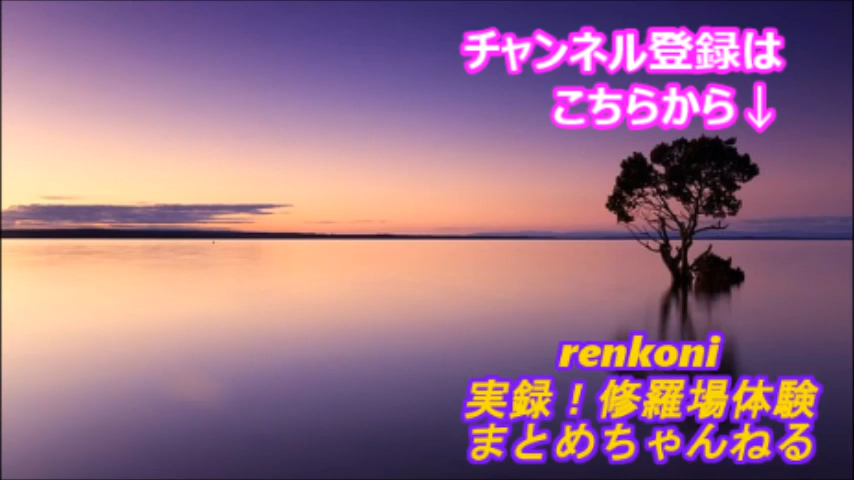 チャンネル登録は
こちらから↓
renkoni
実録！修羅場体験
まとめちゃんねる